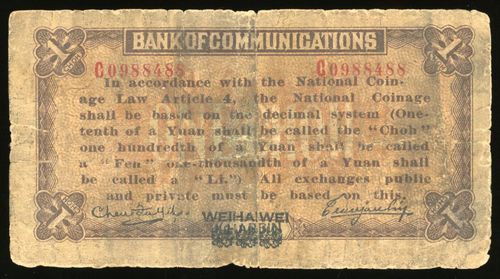 BANK OF COMMUNICATIONS
C0988488 C0988488
In accordance with the National Coin-
age Law Article 4, the National Coinage
shall be based on the decimal system (One-
tenth of a Yuan shall be called the "Choh"
one hundredth of a Yuan shall be called
a "Fen" one-thousandth of a Yuan shall
be called a "Li.") All exchanges public
and private must be based on this.
WEIHAIWEI
HARBIN